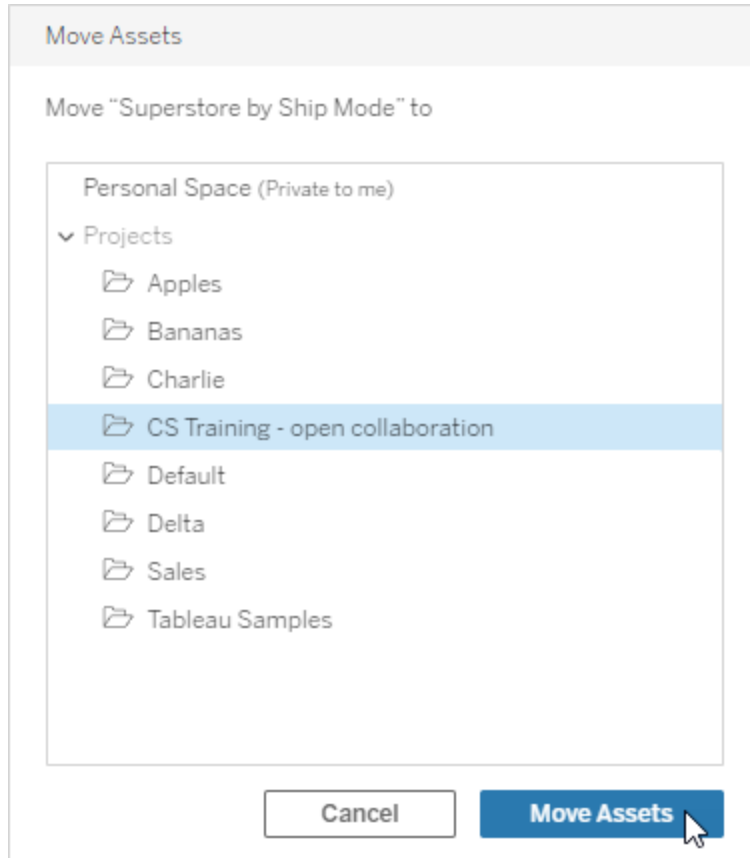 Move Assets
Move “Superstore by Ship Mode” to
Personal Space (Private to me)
Projects
Apples
Bananas
Charlie
CS Training - open collaboration
Default
Delta
Sales
Tableau Samples
Cancel
Move Assets